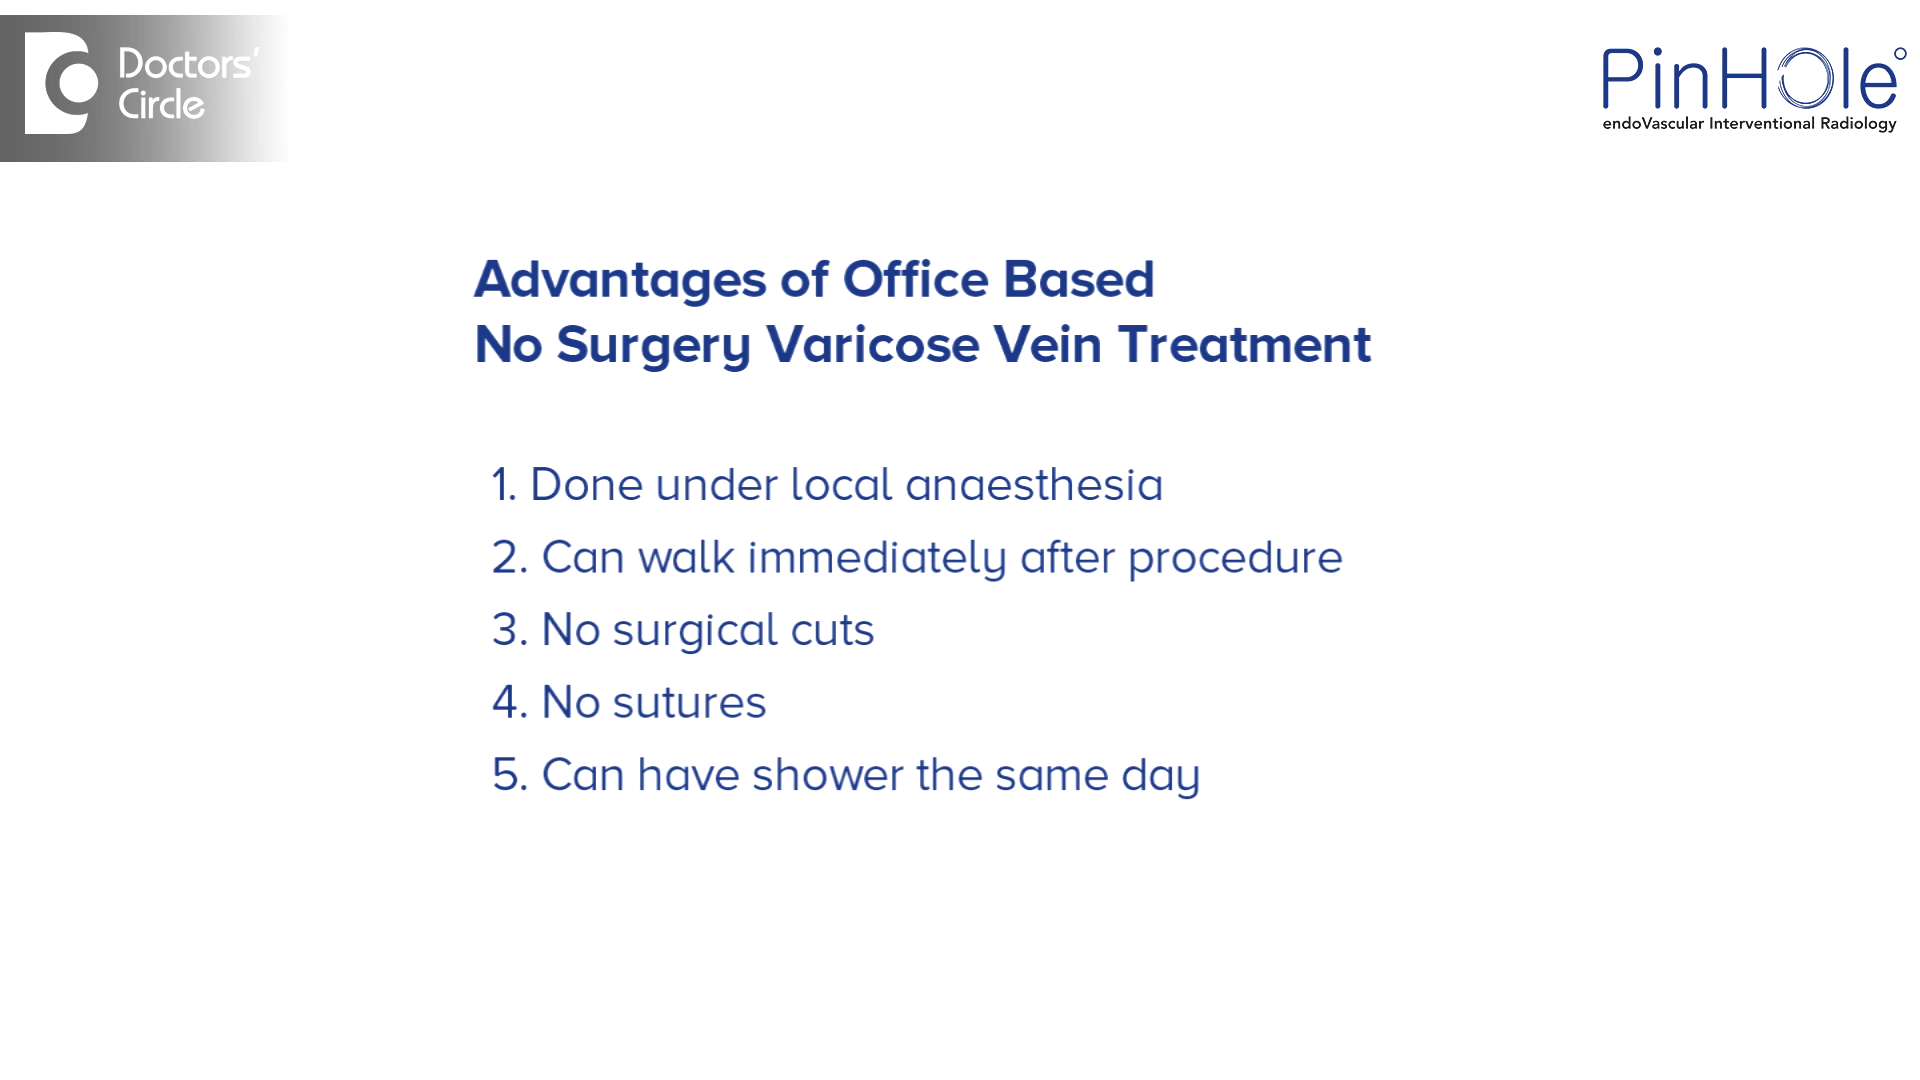 Doctors'
Circle
PinHole
endoVascular Interventional Radiology
Advantages of Office Based
No Surgery Varicose Vein Treatment
1. Done under local anaesthesia
2. Can walk immediately after procedure
3. No surgical cuts
4. No sutures
5. Can have shower the same day